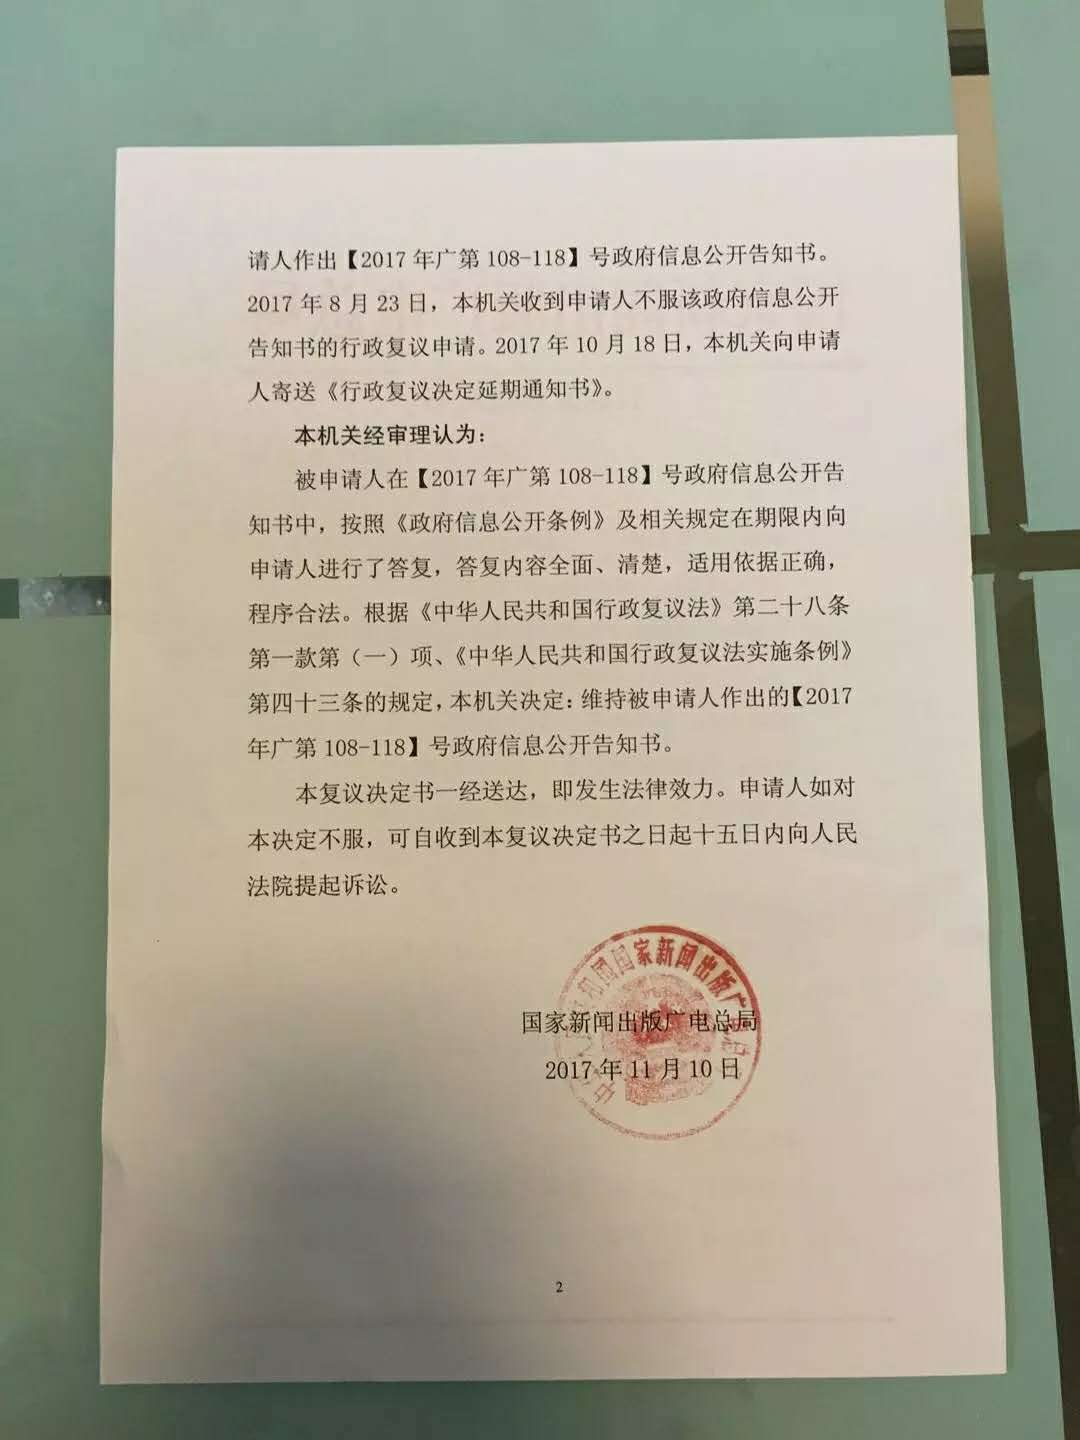 请人作出【2017年广第108-118】号政府信息公开告知书。
2017年8月23日，本机关收到申请人不服该政府信息公开
告知书的行政复议申请。2017年10月18日，本机关向申请
人寄送《行政复议决定延期通知书》。
本机关经审理认为：
被申请人在【2017年广第108-118】号政府信息公开告
知书中，按照《政府信息公开条例》及相关规定在期限内向
申请人进行了答复，答复内容全面、清楚，适用依据正确，
程序合法。根据《中华人民共和国行政复议法》第二十八条
第一款第（一）项、《中华人民共和国行政复议法实施条例》
第四十三条的规定，本机关决定：维持被申请人作出的【2017
年广第108-118】号政府信息公开告知书。
本复议决定书一经送达，即发生法律效力。申请人如对
本决定不服，可自收到本复议决定书之日起十五日内向人民
法院提起诉讼。
国家新闻出版广电总局
2017年11月10日
和国国家新闻出版广
2